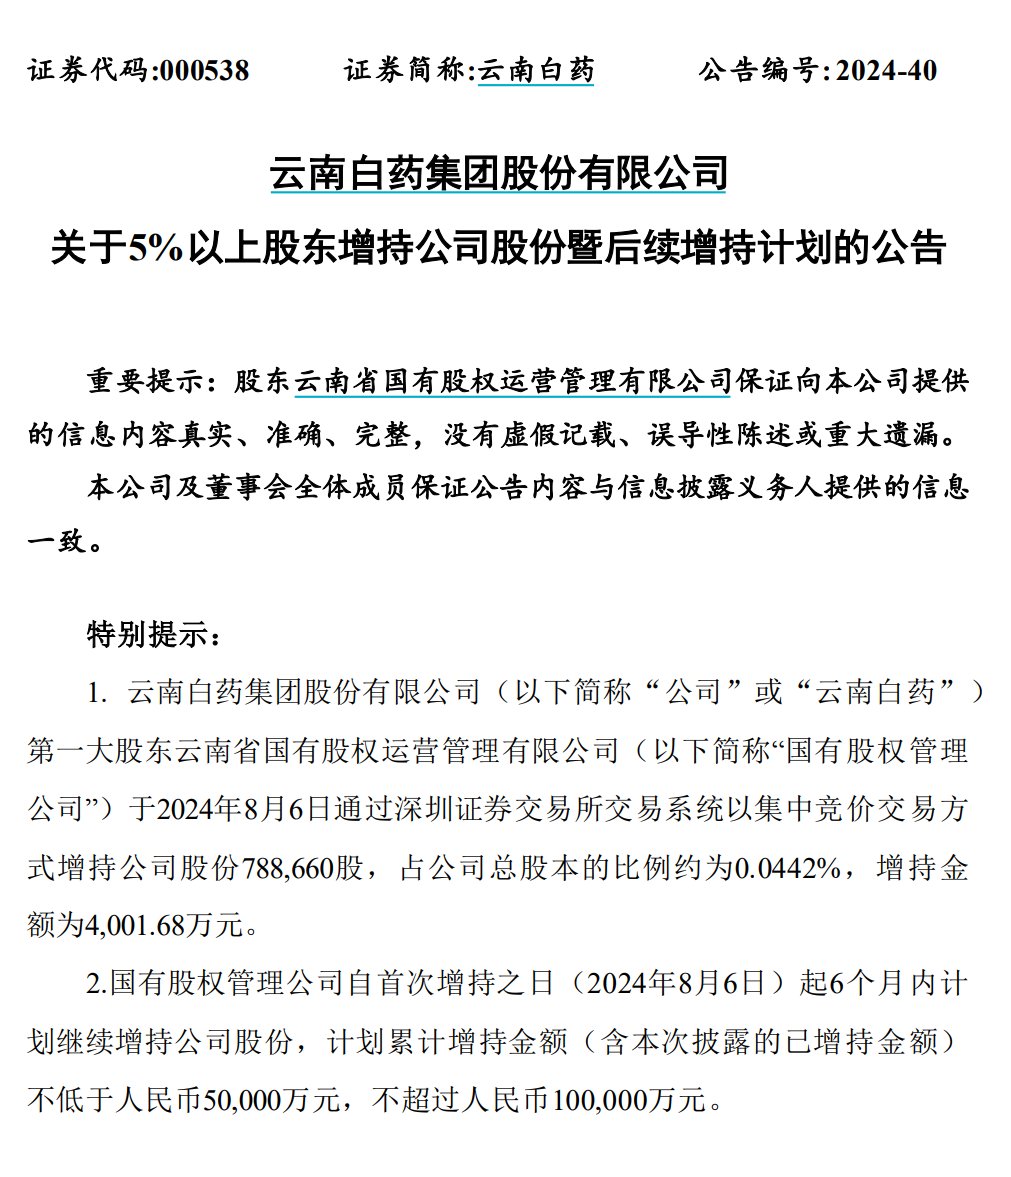 证券代码:000538 证券简称:云南白药 公告编号:2024-40
云南白药集团股份有限公司
关于5%以上股东增持公司股份暨后续增持计划的公告
重要提示：股东云南省国有股权运营管理有限公司保证向本公司提供
的信息内容真实、准确、完整，没有虚假记载、误导性陈述或重大遗漏。
本公司及董事会全体成员保证公告内容与信息披露义务人提供的信息
一致。
特别提示：
1. 云南白药集团股份有限公司（以下简称“公司”或“云南白药”）
第一大股东云南省国有股权运营管理有限公司（以下简称“国有股权管理
公司”）于2024年8月6日通过深圳证券交易所交易系统以集中竞价交易方
式增持公司股份788,660股，占公司总股本的比例约为0.0442%，增持金
额为4,001.68万元。
2.国有股权管理公司自首次增持之日（2024年8月6日）起6个月内计
划继续增持公司股份，计划累计增持金额（含本次披露的已增持金额）
不低于人民币50,000万元，不超过人民币100,000万元。